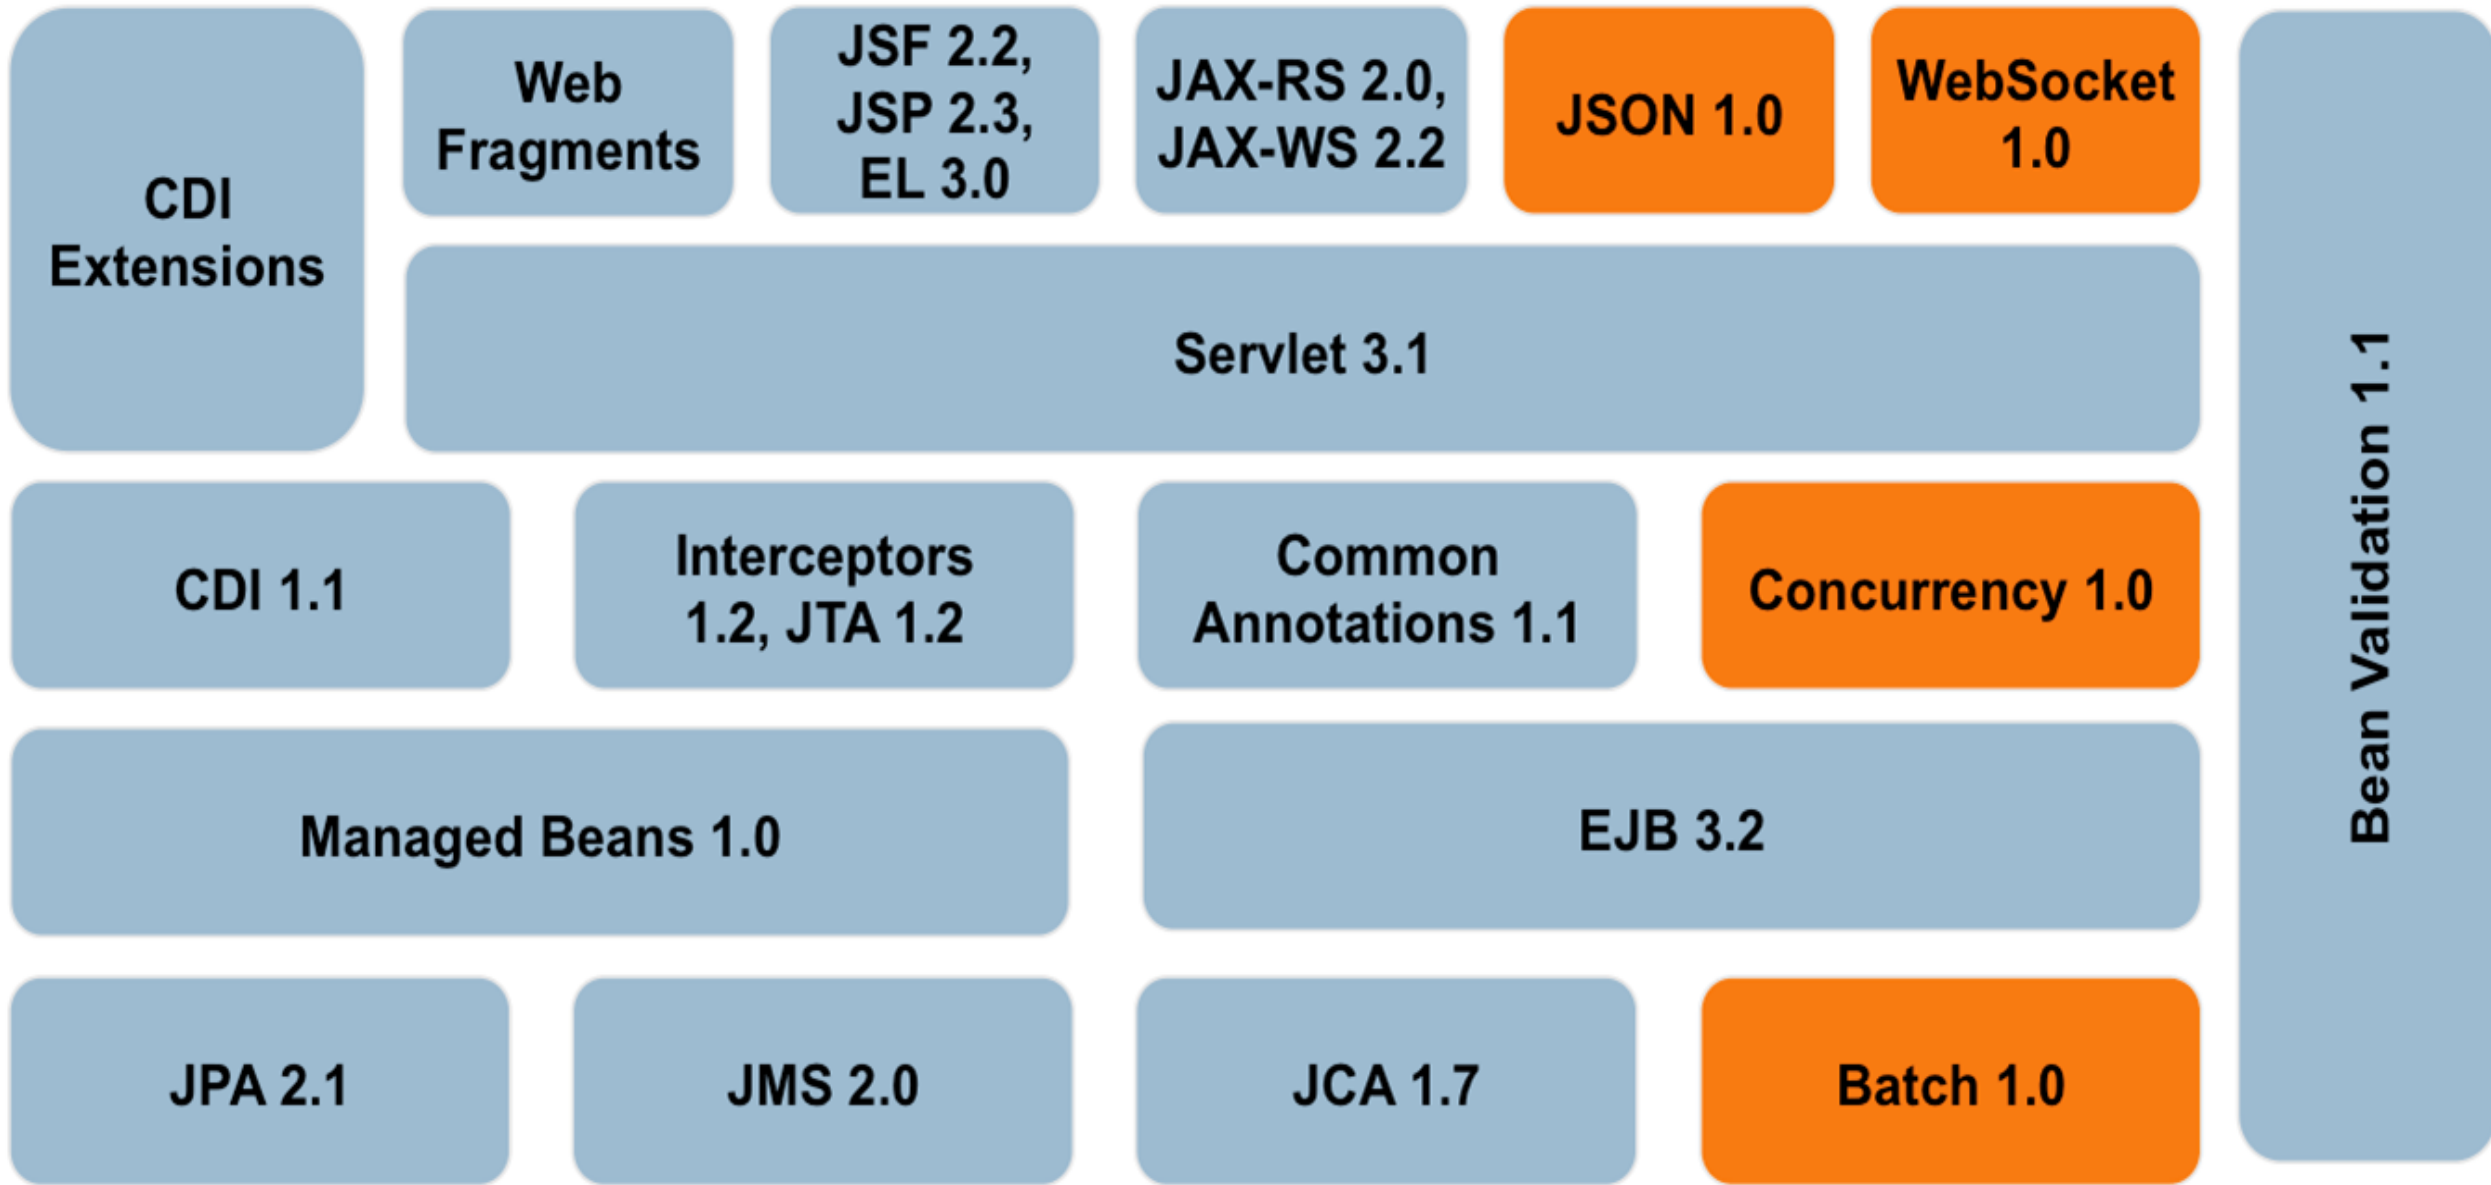 CDI
Extensions
Web
Fragments
JSF 2.2,
JSP 2.3,
EL 3.0
JAX-RS 2.0,
JAX-WS 2.2
JSON 1.0
WebSocket
1.0
Servlet 3.1
CDI 1.1
Interceptors
1.2, JTA 1.2
Common
Annotations 1.1
Concurrency 1.0
Managed Beans 1.0
EJB 3.2
JPA 2.1
JMS 2.0
JCA 1.7
Batch 1.0
Bean Validation 1.1